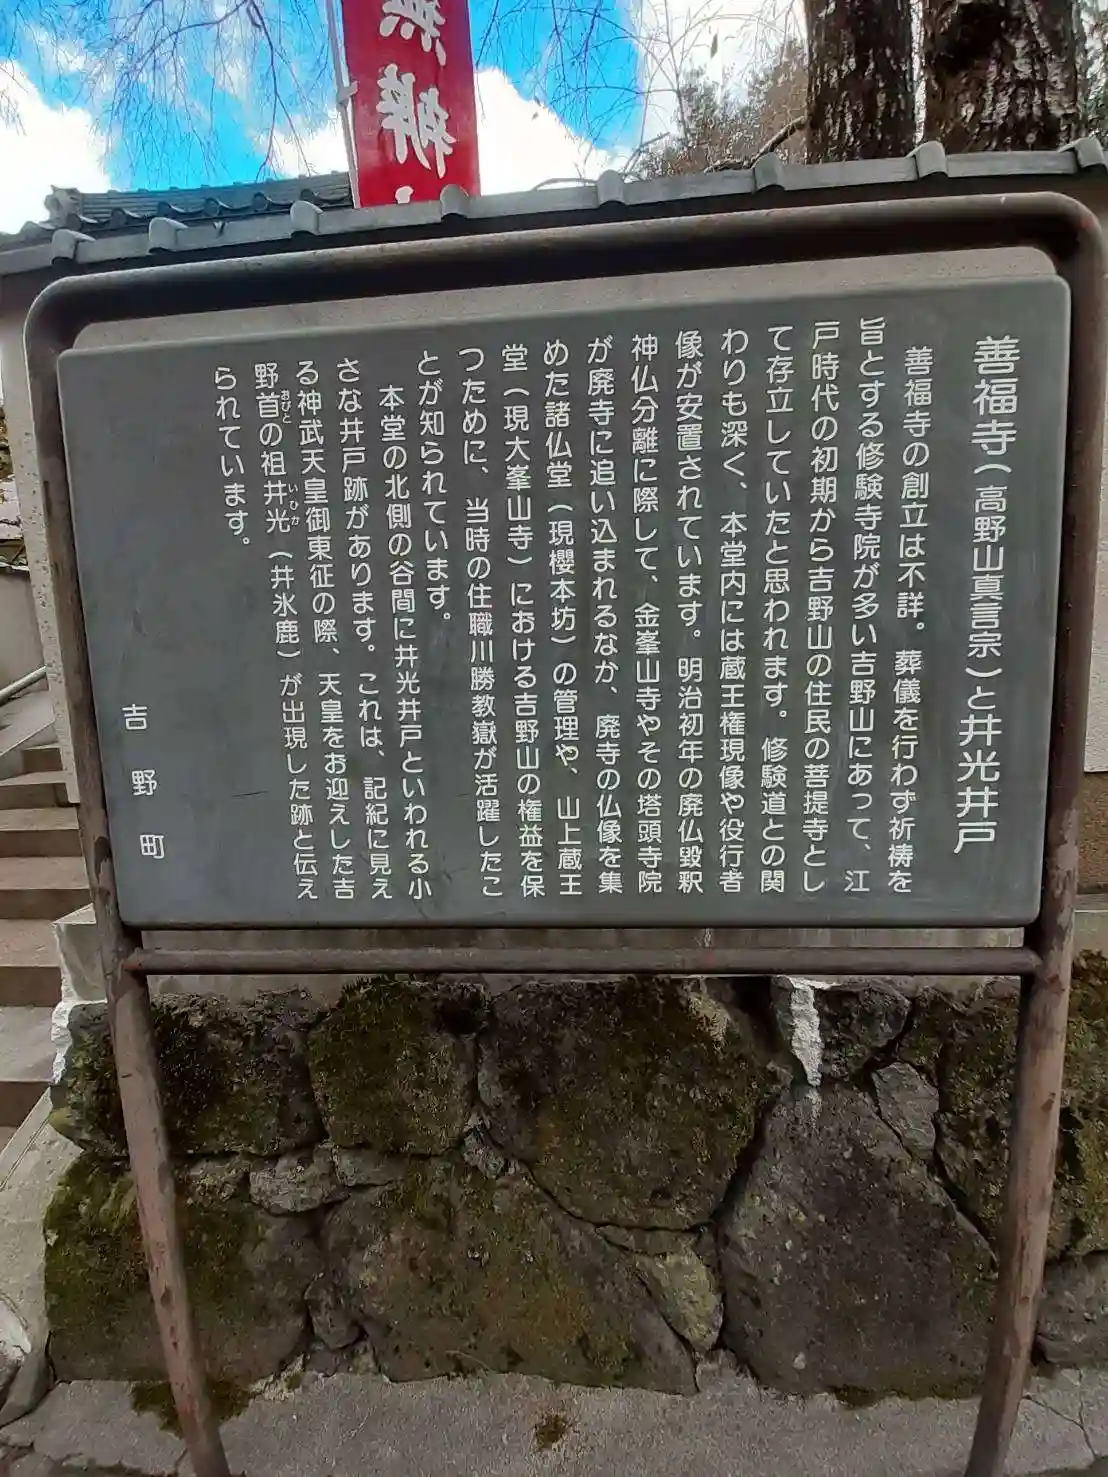 無辧
善福寺(高野山真言宗)と井光井戸
善福寺の創立は不詳。葬儀を行わず祈祷を
旨とする修験寺院が多い吉野山にあって、江
戸時代の初期から吉野山の住民の菩提寺とし
て存立していたと思われます。修験道との関
わりも深く、本堂内には蔵王権現像や役行者
像が安置されています。明治初年の廃仏毀釈
神仏分離に際して、金峯山寺やその塔頭寺院
が廃寺に追い込まれるなか、廃寺の仏像を集
めた諸仏堂(現櫻本坊)の管理や、山上蔵王
堂(現大峯山寺)における吉野山の権益を保
つために、当時の住職川勝教嶽が活躍したこ
とが知られています。
本堂の北側の谷間に井光井戸といわれる小
さな井戸跡があります。これは、記紀に見え
る神武天皇御東征の際、天皇をお迎えした吉
野首おびとの祖井光いひか(井氷鹿)が出現した跡と伝え
られています。
吉野町